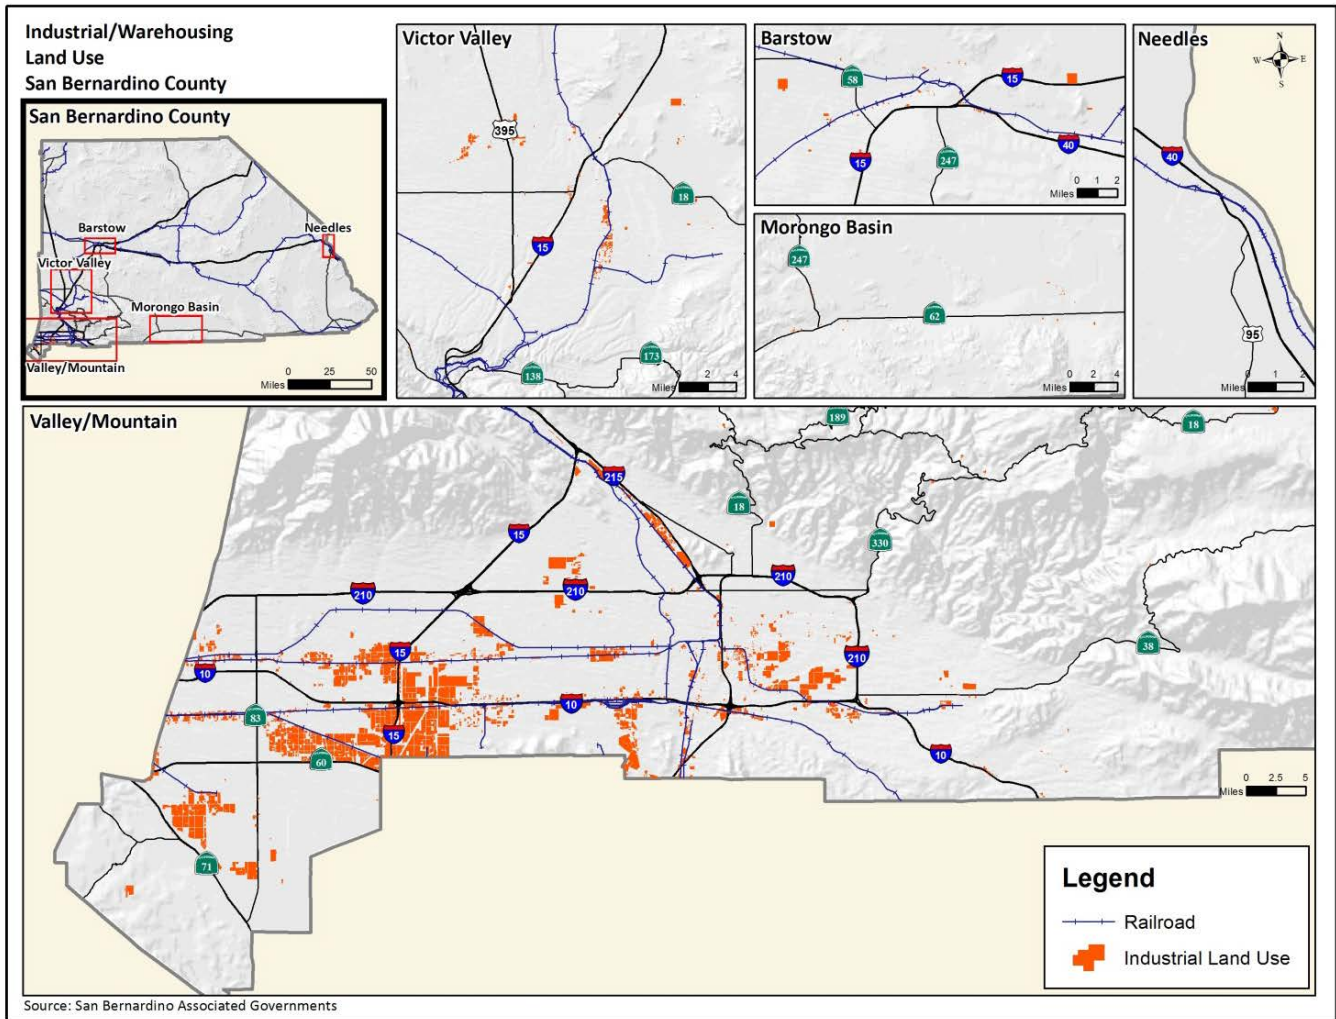 Industrial/Warehousing
Land Use
San Bernardino County
San Bernardino County
Barstow
Needles
Victor Valley
Morongo Basin
Valley/Mountain
Miles 0 25 50
Victor Valley
395
18
15
173
138
Miles 0 2 4
Barstow
58
15
15
247
40
Miles 0 1 2
Morongo Basin
247
62
Miles 0 2 4
Needles
N
W E
S
40
95
Miles 0 1 2
Valley/Mountain
189
18
215
18
15
330
210
210
210
38
15
210
10
83
10
15
60
10
71
0 2.5 5
Miles
Legend
Railroad
Industrial Land Use
Source: San Bernardino Associated Governments